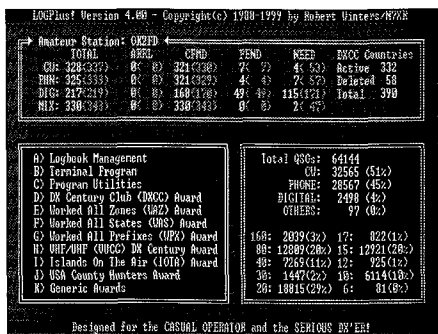 LOGPlus! Version 4.00 - Copyright(c) 1988-1999 by Robert Winters/N7XR
Amateur Station: OK2FD
TOTAL ARRL CFMD PEND NEED DXCC Countries
CW: 328(337) 0( 0) 321(330) 7( 7) 4( 53) Active 332
PHN: 325(333) 0( 0) 321(329) 4( 4) 7( 57) Deleted 58
DIG: 217(219) 0( 0) 168(170) 49( 49) 115(171) Total 390
MIX: 330(343) 0( 0) 330(343) 0( 0) 2( 47)
A) Logbook Management
B) Terminal Program
C) Program Utilities
D) DX Century Club (DXCC) Award
E) Worked All Zones (WAZ) Award
F) Worked All States (WAS) Award
G) Worked All Prefixes (WPX) Award
H) VHF/UHF (VUCC) DX Century Award
I) Islands On The Air (IOTA) Award
J) USA County Hunters Award
K) Generic Awards
Total QSOs: 64144
CW: 32565 (51%)
PHONE: 28567 (45%)
DIGITAL: 2498 (4%)
OTHERS: 97 (0%)
160: 2039(3%) 17: 822(1%)
80: 12809(20%) 15: 12921(20%)
40: 7269(11%) 12: 925(1%)
30: 1447(2%) 10: 6114(10%)
20: 18815(29%) 6: 81(0%)
Designed for the CASUAL OPERATOR and the SERIOUS DX'ER!